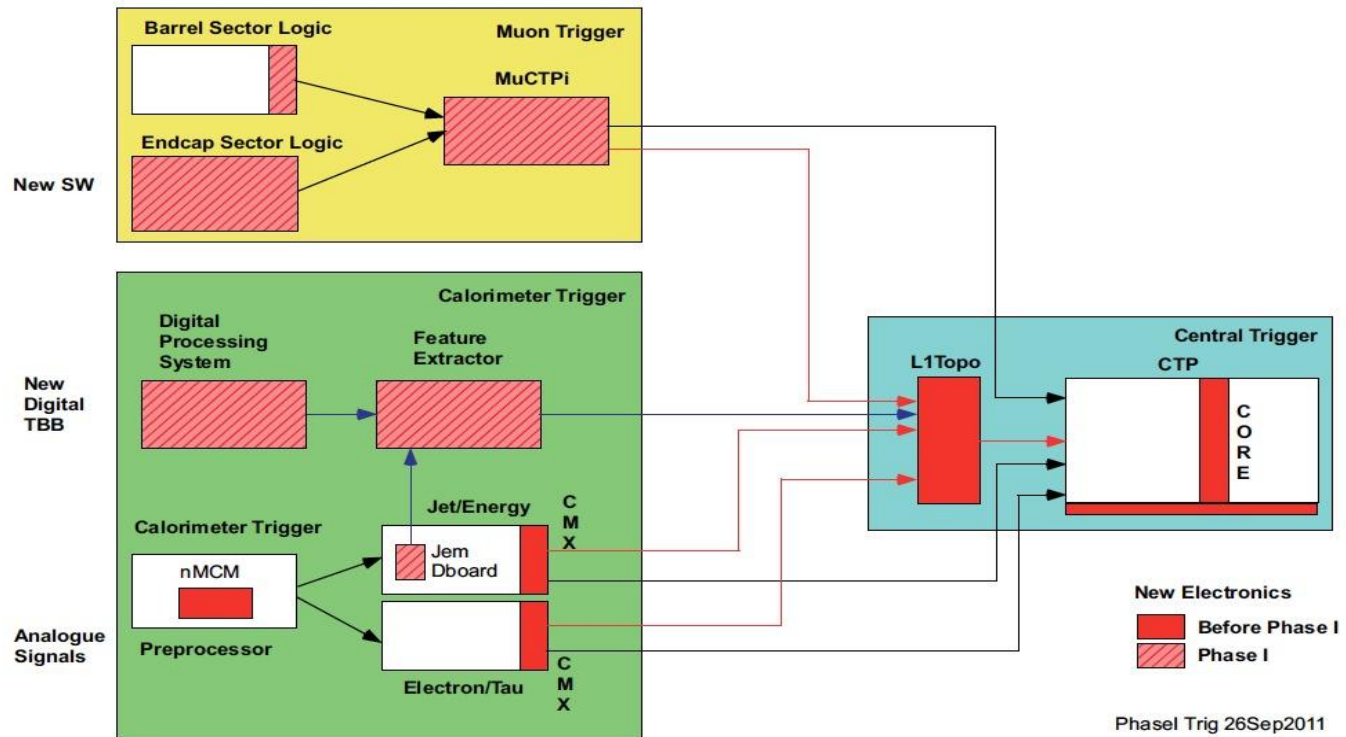 Barrel Sector Logic
Muon Trigger
MuCTPi
Endcap Sector Logic
New SW
Calorimeter Trigger
Digital
Processing
System
Feature
Extractor
New
Digital
TBB
Central Trigger
L1Topo
CTP
C
O
R
E
Jet/Energy
C
M
X
Calorimeter Trigger
nMCM
Jem
Dboard
Preprocessor
Analogue
Signals
Electron/Tau
C
M
X
New Electronics
Before Phase I
Phase I
PhaseI Trig 26Sep2011